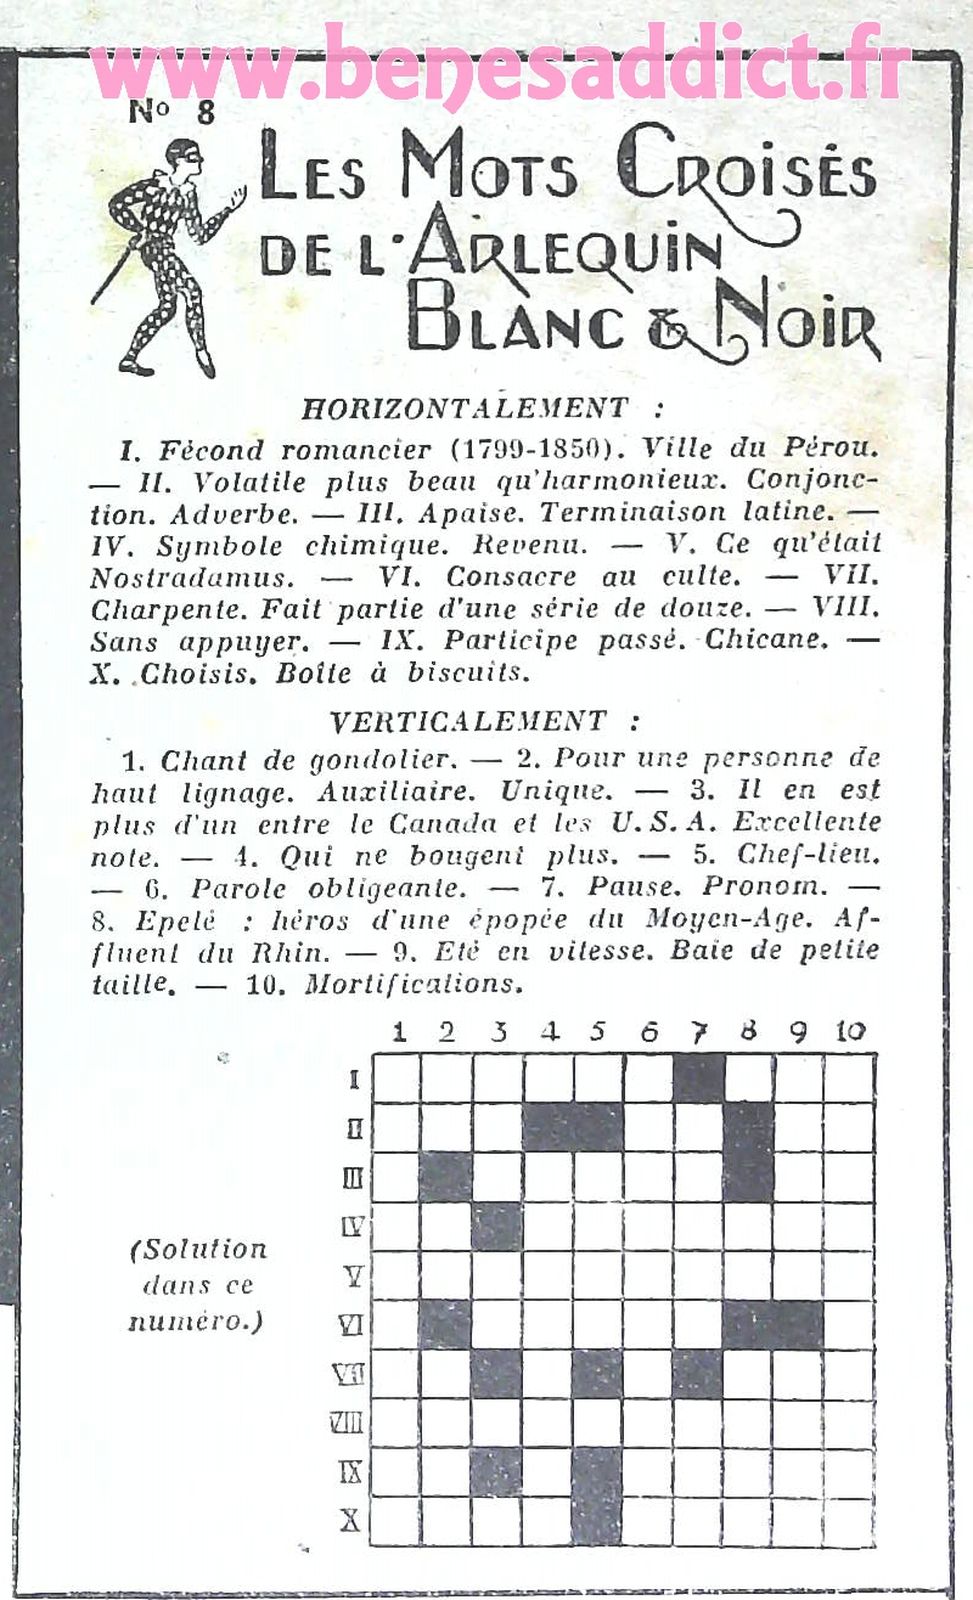 www.benesaddict.fr
No 8
LES MOTS CROISÉS
DE L'ARLEQUIN
BLANC & NOIR
HORIZONTALEMENT :
I. Fécond romancier (1799-1850). Ville du Pérou.
— II. Volatile plus beau qu'harmonieux. Conjonc-
tion. Adverbe. — III. Apaise. Terminaison latine. —
IV. Symbole chimique. Revenu. — V. Ce qu'était
Nostradamus. — VI. Consacre au culte. — VII.
Charpente. Fait partie d'une série de douze. — VIII.
Sans appuyer. — IX. Participe passé. Chicane. —
X. Choisis. Boîte à biscuits.
VERTICALEMENT :
1. Chant de gondolier. — 2. Pour une personne de
haut lignage. Auxiliaire. Unique. — 3. Il en est
plus d'un entre le Canada et les U.S.A. Excellente
note. — 4. Qui ne bougent plus. — 5. Chef-lieu.
— 6. Parole obligeante. — 7. Pause. Pronom. —
8. Epelé : héros d'une épopée du Moyen-Age. Af-
fluent du Rhin. — 9. Eté en vitesse. Baie de petite
taille. — 10. Mortifications.
1 2 3 4 5 6 7 8 9 10
I
II
III
IV
(Solution
dans ce
numéro.)
V
VI
VII
VIII
IX
X